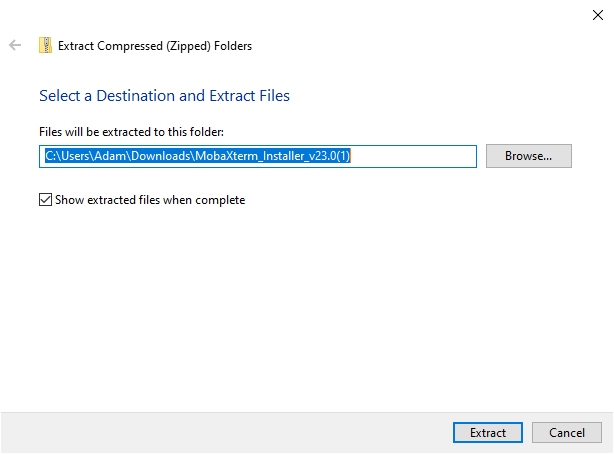 Extract Compressed (Zipped) Folders
Select a Destination and Extract Files
Files will be extracted to this folder:
C:\Users\Adam\Downloads\MobaXterm_Installer_v23.0(1)
Browse...
Show extracted files when complete
Extract
Cancel